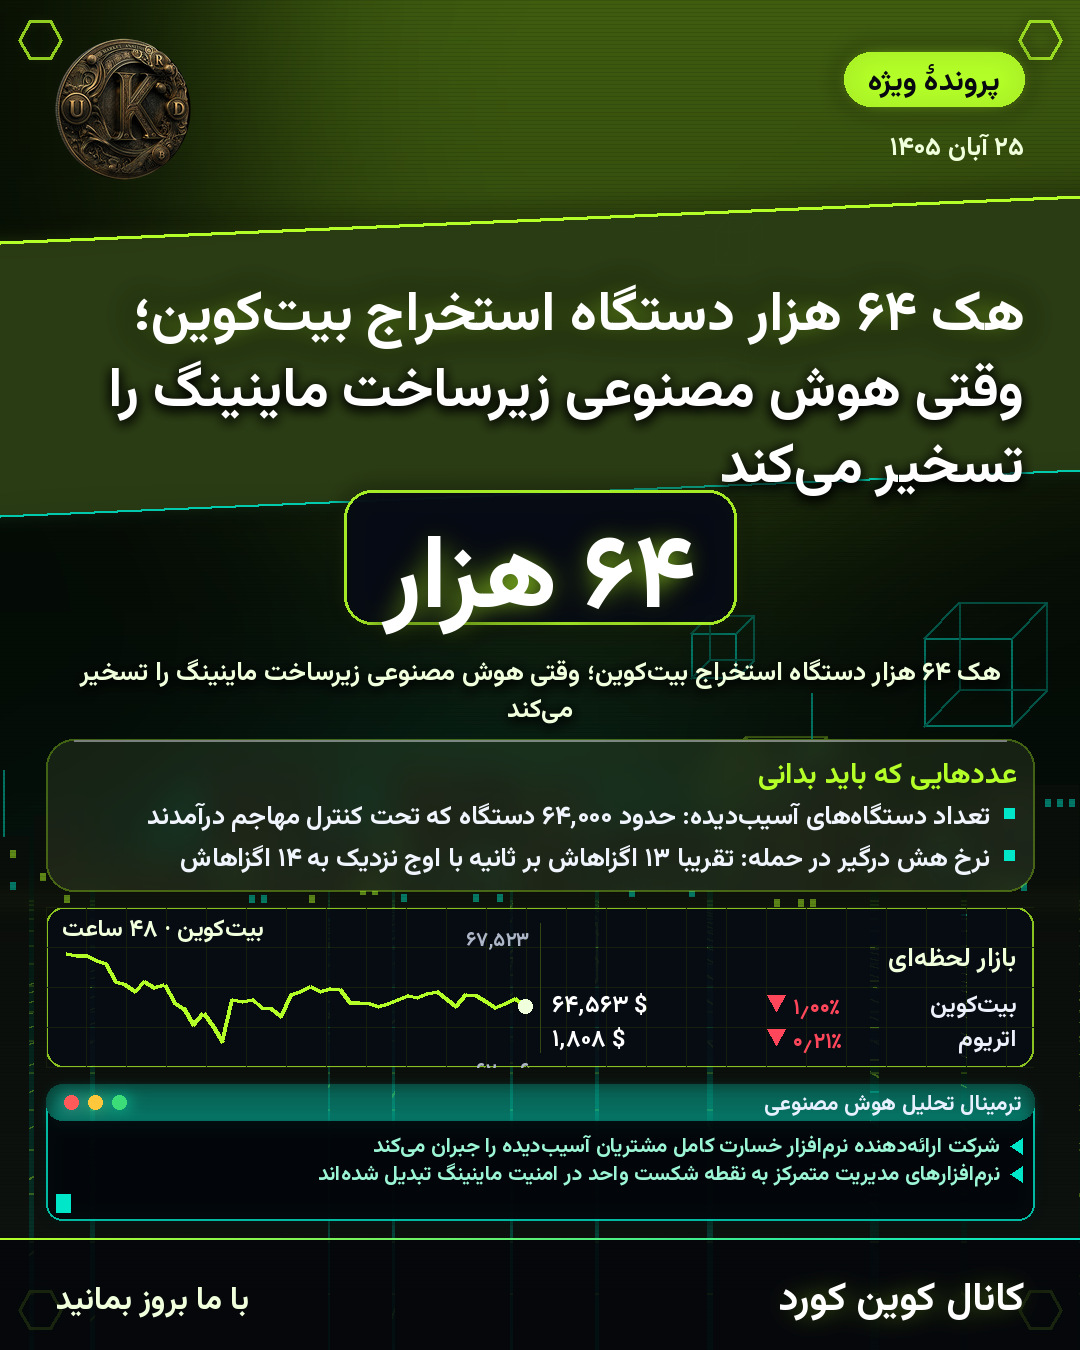 پروندهٔ ویژه
۲۵ آبان ۱۴۰۵
هک ۶۴ هزار دستگاه استخراج بیت‌کوین؛
وقتی هوش مصنوعی زیرساخت ماینینگ را
تسخیر می‌کند
۶۴ هزار
هک ۶۴ هزار دستگاه استخراج بیت‌کوین؛ وقتی هوش مصنوعی زیرساخت ماینینگ را تسخیر
می‌کند
عددهایی که باید بدانی
تعداد دستگاه‌های آسیب‌دیده: حدود ۶۴,۰۰۰ دستگاه که تحت کنترل مهاجم درآمدند
نرخ هش درگیر در حمله: تقریبا ۱۳ اگزاهاش بر ثانیه با اوج نزدیک به ۱۴ اگزاهاش
بیت‌کوین · ۴۸ ساعت
۶۷,۵۲۳
بازار لحظه‌ای
بیت‌کوین ▼ ۱٫۰۰٪ ۶۴,۵۶۳ $
اتریوم ▼ ۰٫۲۱٪ ۱,۸۰۸ $
ترمینال تحلیل هوش مصنوعی
شرکت ارائه‌دهنده نرم‌افزار خسارت کامل مشتریان آسیب‌دیده را جبران می‌کند
نرم‌افزارهای مدیریت متمرکز به نقطه شکست واحد در امنیت ماینینگ تبدیل شده‌اند
کانال کوین کورد
با ما بروز بمانید